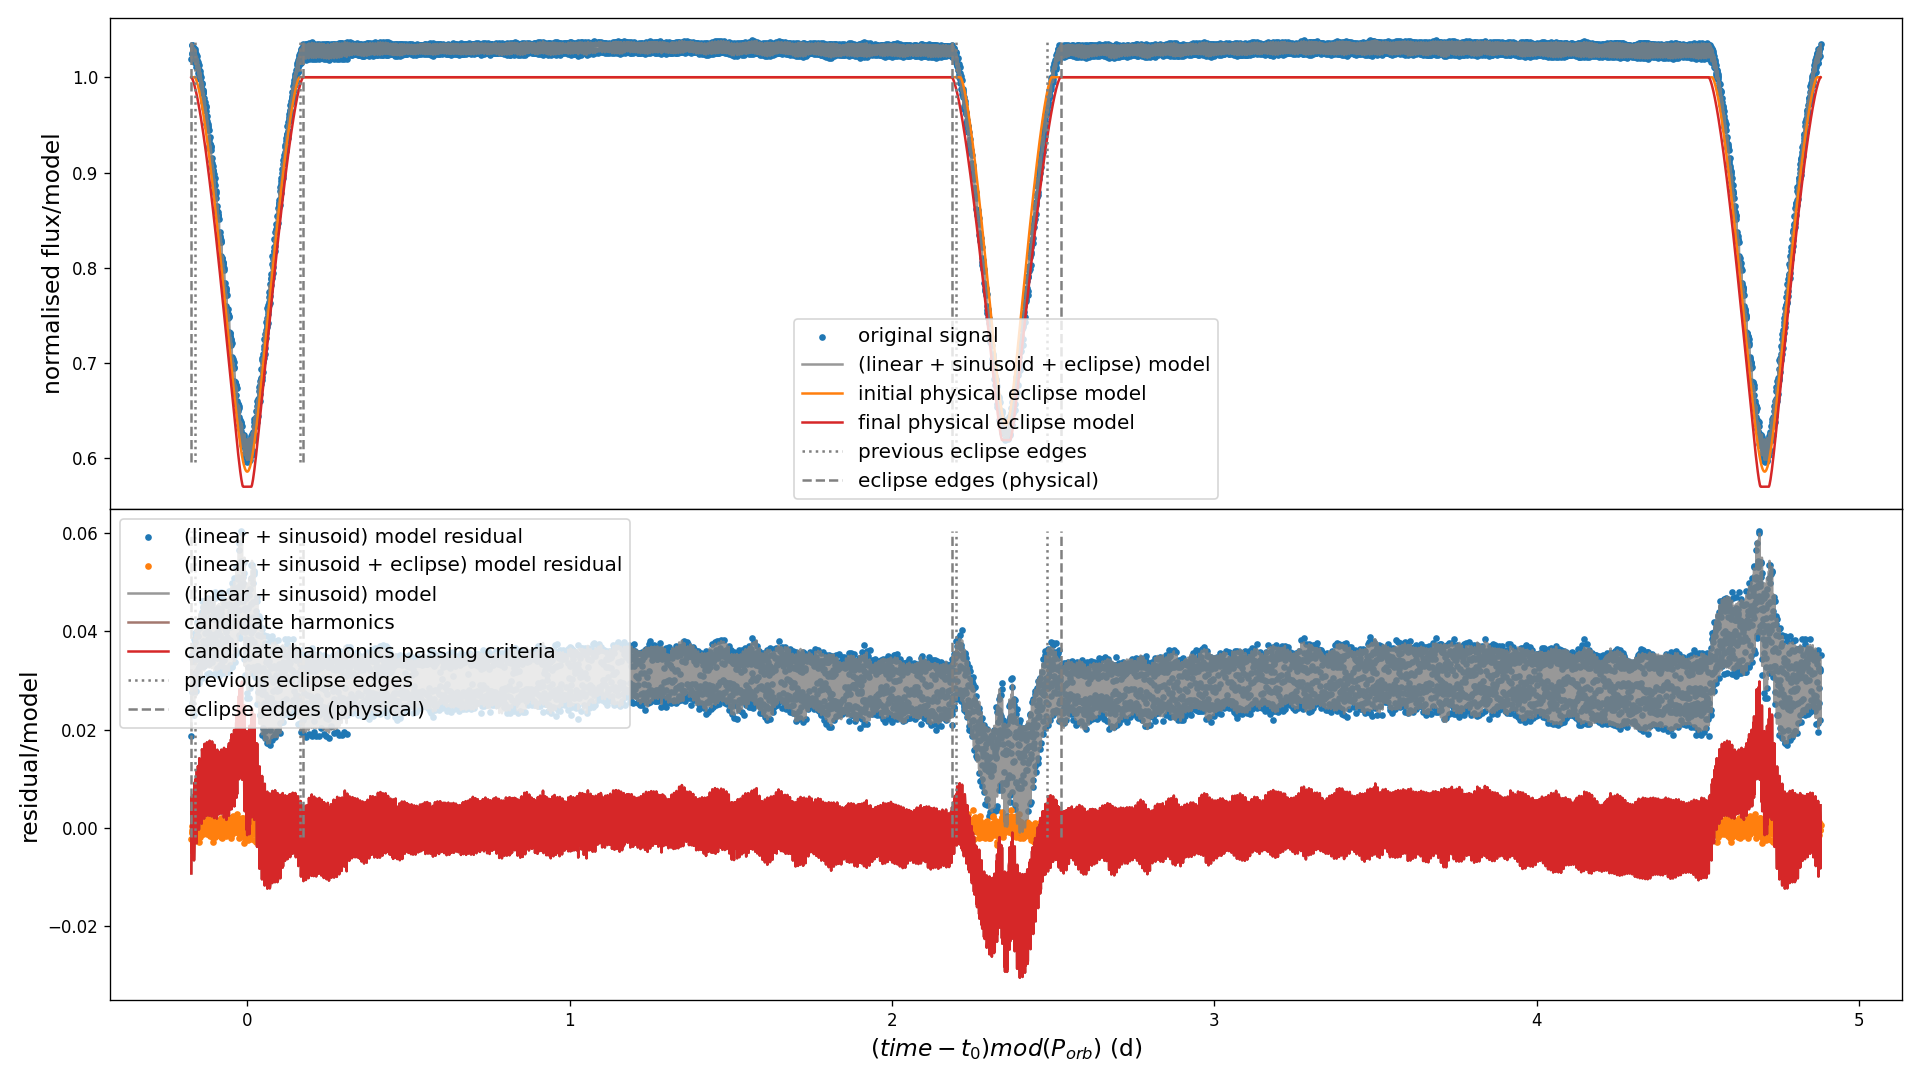 normalised flux/model
1.0
0.9
0.8
0.7
0.6
original signal
(linear + sinusoid + eclipse) model
initial physical eclipse model
final physical eclipse model
previous eclipse edges
eclipse edges (physical)
residual/model
0.06
0.04
0.02
0.00
−0.02
(linear + sinusoid) model residual
(linear + sinusoid + eclipse) model residual
(linear + sinusoid) model
candidate harmonics
candidate harmonics passing criteria
previous eclipse edges
eclipse edges (physical)
0 1 2 3 4 5
(time − t₀)mod(Pₒᵣb) (d)